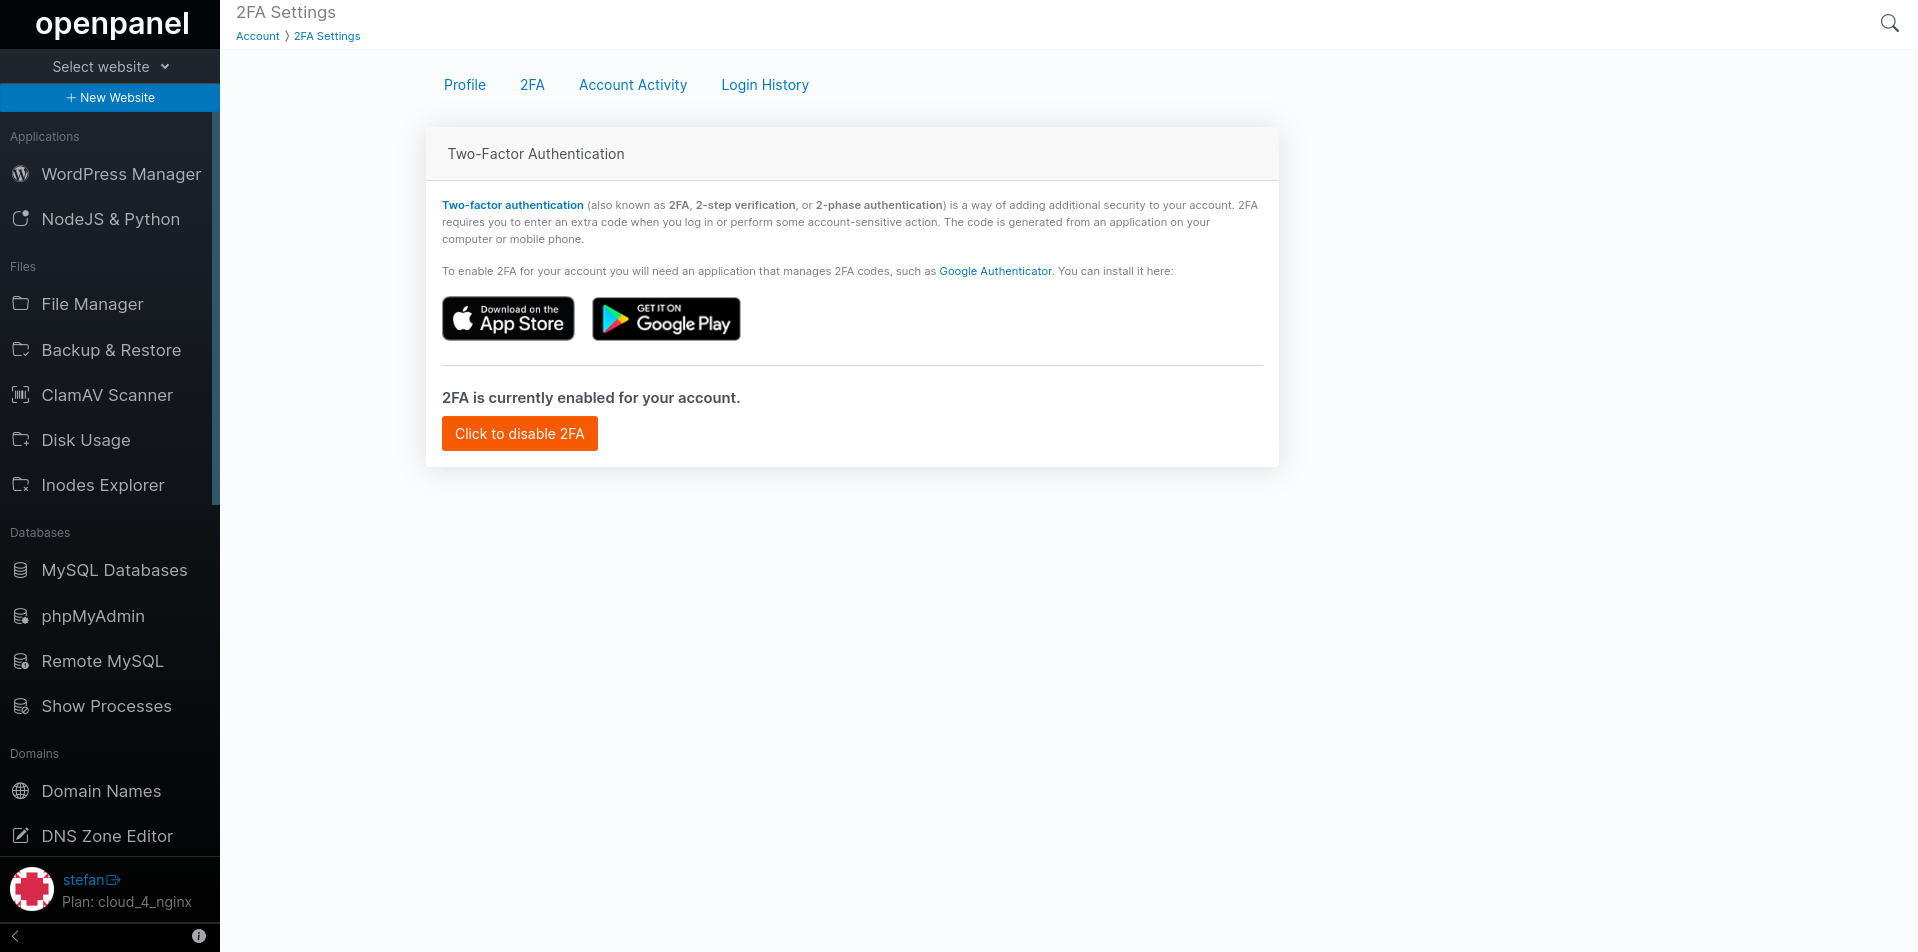 openpanel
Select website
+ New Website
Applications
WordPress Manager
NodeJS & Python
Files
File Manager
Backup & Restore
ClamAV Scanner
Disk Usage
Inodes Explorer
Databases
MySQL Databases
phpMyAdmin
Remote MySQL
Show Processes
Domains
Domain Names
DNS Zone Editor
stefan
Plan: cloud_4_nginx
2FA Settings
Account 〉 2FA Settings
Profile 2FA Account Activity Login History
Two-Factor Authentication
Two-factor authentication (also known as 2FA, 2-step verification, or 2-phase authentication) is a way of adding additional security to your account. 2FA
requires you to enter an extra code when you log in or perform some account-sensitive action. The code is generated from an application on your
computer or mobile phone.
To enable 2FA for your account you will need an application that manages 2FA codes, such as Google Authenticator. You can install it here:
Download on the
App Store
GET IT ON
Google Play
2FA is currently enabled for your account.
Click to disable 2FA